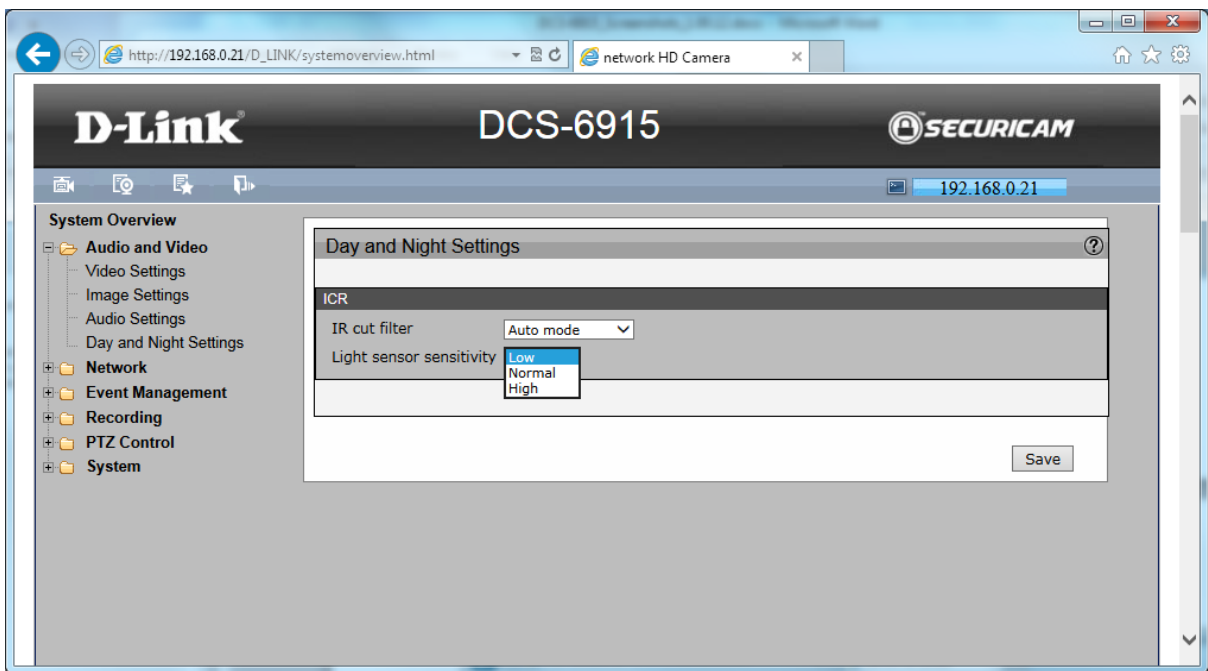 http://192.168.0.21/D_LINK/systemoverview.html
network HD Camera
D-Link
DCS-6915
SECURICAM
192.168.0.21
System Overview
Audio and Video
Video Settings
Image Settings
Audio Settings
Day and Night Settings
Network
Event Management
Recording
PTZ Control
System
Day and Night Settings
ICR
IR cut filter
Auto mode
Light sensor sensitivity
Low
Normal
High
Save